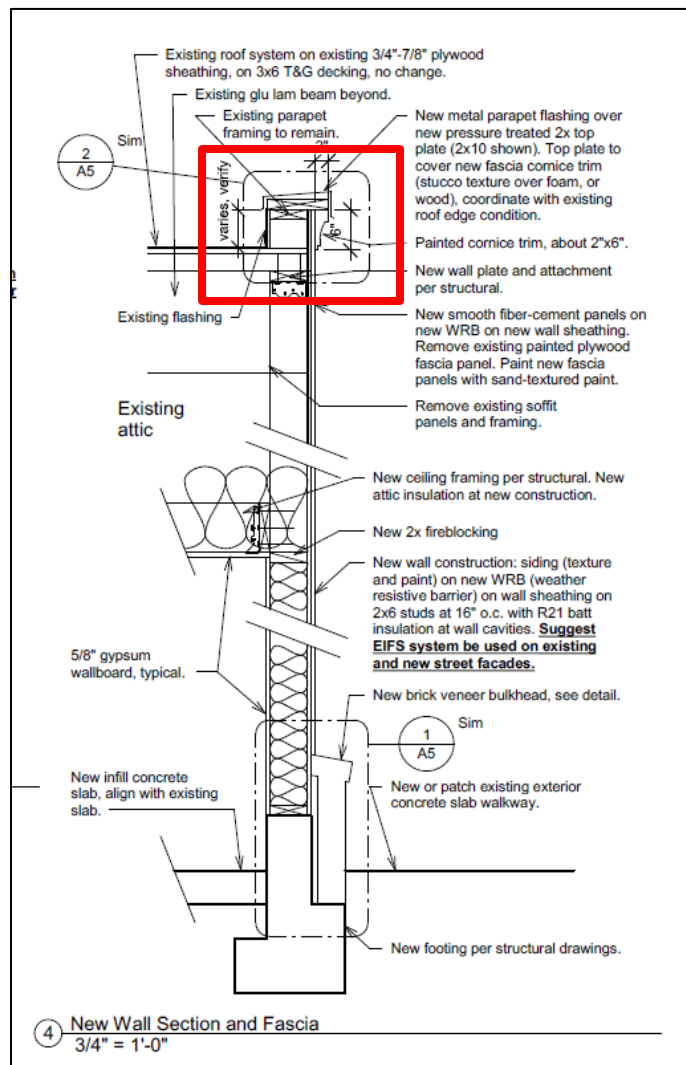 Existing roof system on existing 3/4"-7/8" plywood
sheathing, on 3x6 T&G decking, no change.
Existing glu lam beam beyond.
Existing parapet
framing to remain.
New metal parapet flashing over
new pressure treated 2x top
plate (2x10 shown). Top plate to
cover new fascia cornice trim
(stucco texture over foam, or
wood), coordinate with existing
roof edge condition.
Sim
2
A5
2"
varies, verify
6"
Painted cornice trim, about 2"x6".
New wall plate and attachment
per structural.
Existing flashing
New smooth fiber-cement panels on
new WRB on new wall sheathing.
Remove existing painted plywood
fascia panel. Paint new fascia
panels with sand-textured paint.
Existing
attic
Remove existing soffit
panels and framing.
New ceiling framing per structural. New
attic insulation at new construction.
New 2x fireblocking
New wall construction: siding (texture
and paint) on new WRB (weather
resistive barrier) on wall sheathing on
2x6 studs at 16" o.c. with R21 batt
insulation at wall cavities. Suggest
EIFS system be used on existing
and new street facades.
5/8" gypsum
wallboard, typical.
New brick veneer bulkhead, see detail.
1
A5
Sim
New infill concrete
slab, align with existing
slab.
New or patch existing exterior
concrete slab walkway.
New footing per structural drawings.
4
New Wall Section and Fascia
3/4" = 1'-0"